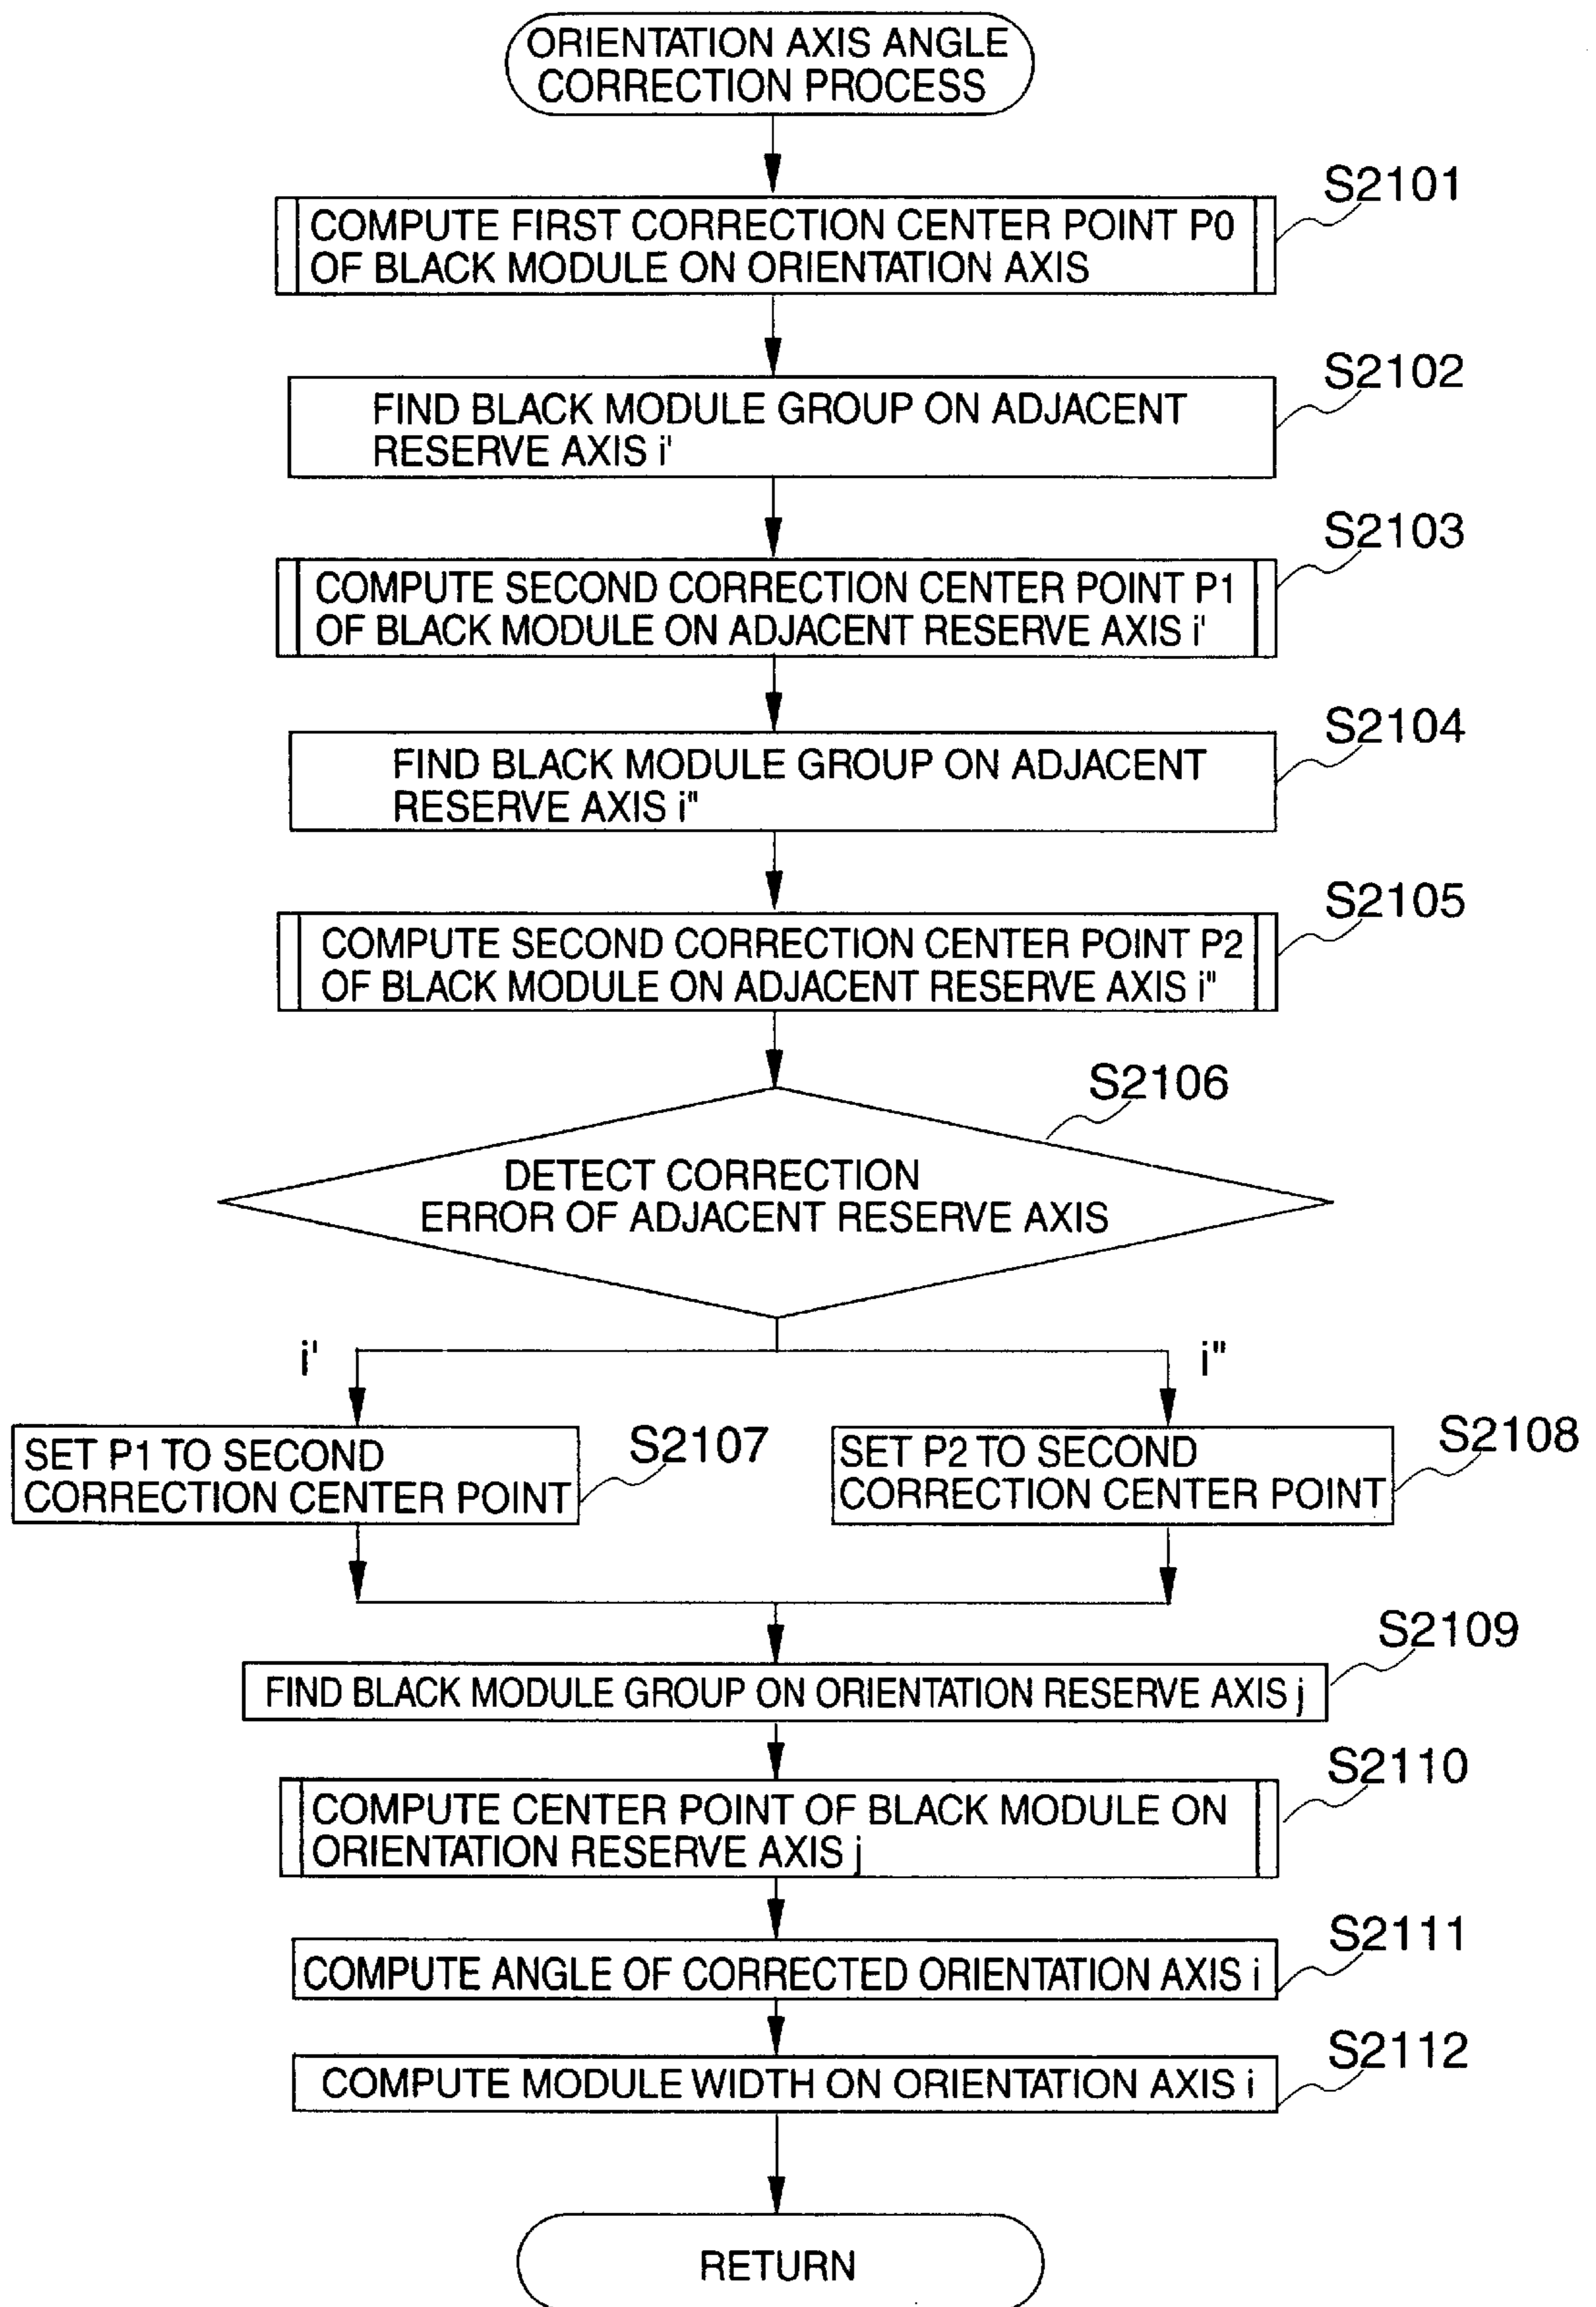 ORIENTATION AXIS ANGLE
CORRECTION PROCESS
S2101
COMPUTE FIRST CORRECTION CENTER POINT P0
OF BLACK MODULE ON ORIENTATION AXIS
S2102
FIND BLACK MODULE GROUP ON ADJACENT
RESERVE AXIS i'
S2103
COMPUTE SECOND CORRECTION CENTER POINT P1
OF BLACK MODULE ON ADJACENT RESERVE AXIS i'
S2104
FIND BLACK MODULE GROUP ON ADJACENT
RESERVE AXIS i"
S2105
COMPUTE SECOND CORRECTION CENTER POINT P2
OF BLACK MODULE ON ADJACENT RESERVE AXIS i"
S2106
DETECT CORRECTION
ERROR OF ADJACENT RESERVE AXIS
i'
i"
SET P1 TO SECOND
CORRECTION CENTER POINT
S2107
SET P2 TO SECOND
CORRECTION CENTER POINT
S2108
S2109
FIND BLACK MODULE GROUP ON ORIENTATION RESERVE AXIS j
S2110
COMPUTE CENTER POINT OF BLACK MODULE ON
ORIENTATION RESERVE AXIS j
S2111
COMPUTE ANGLE OF CORRECTED ORIENTATION AXIS i
S2112
COMPUTE MODULE WIDTH ON ORIENTATION AXIS i
RETURN